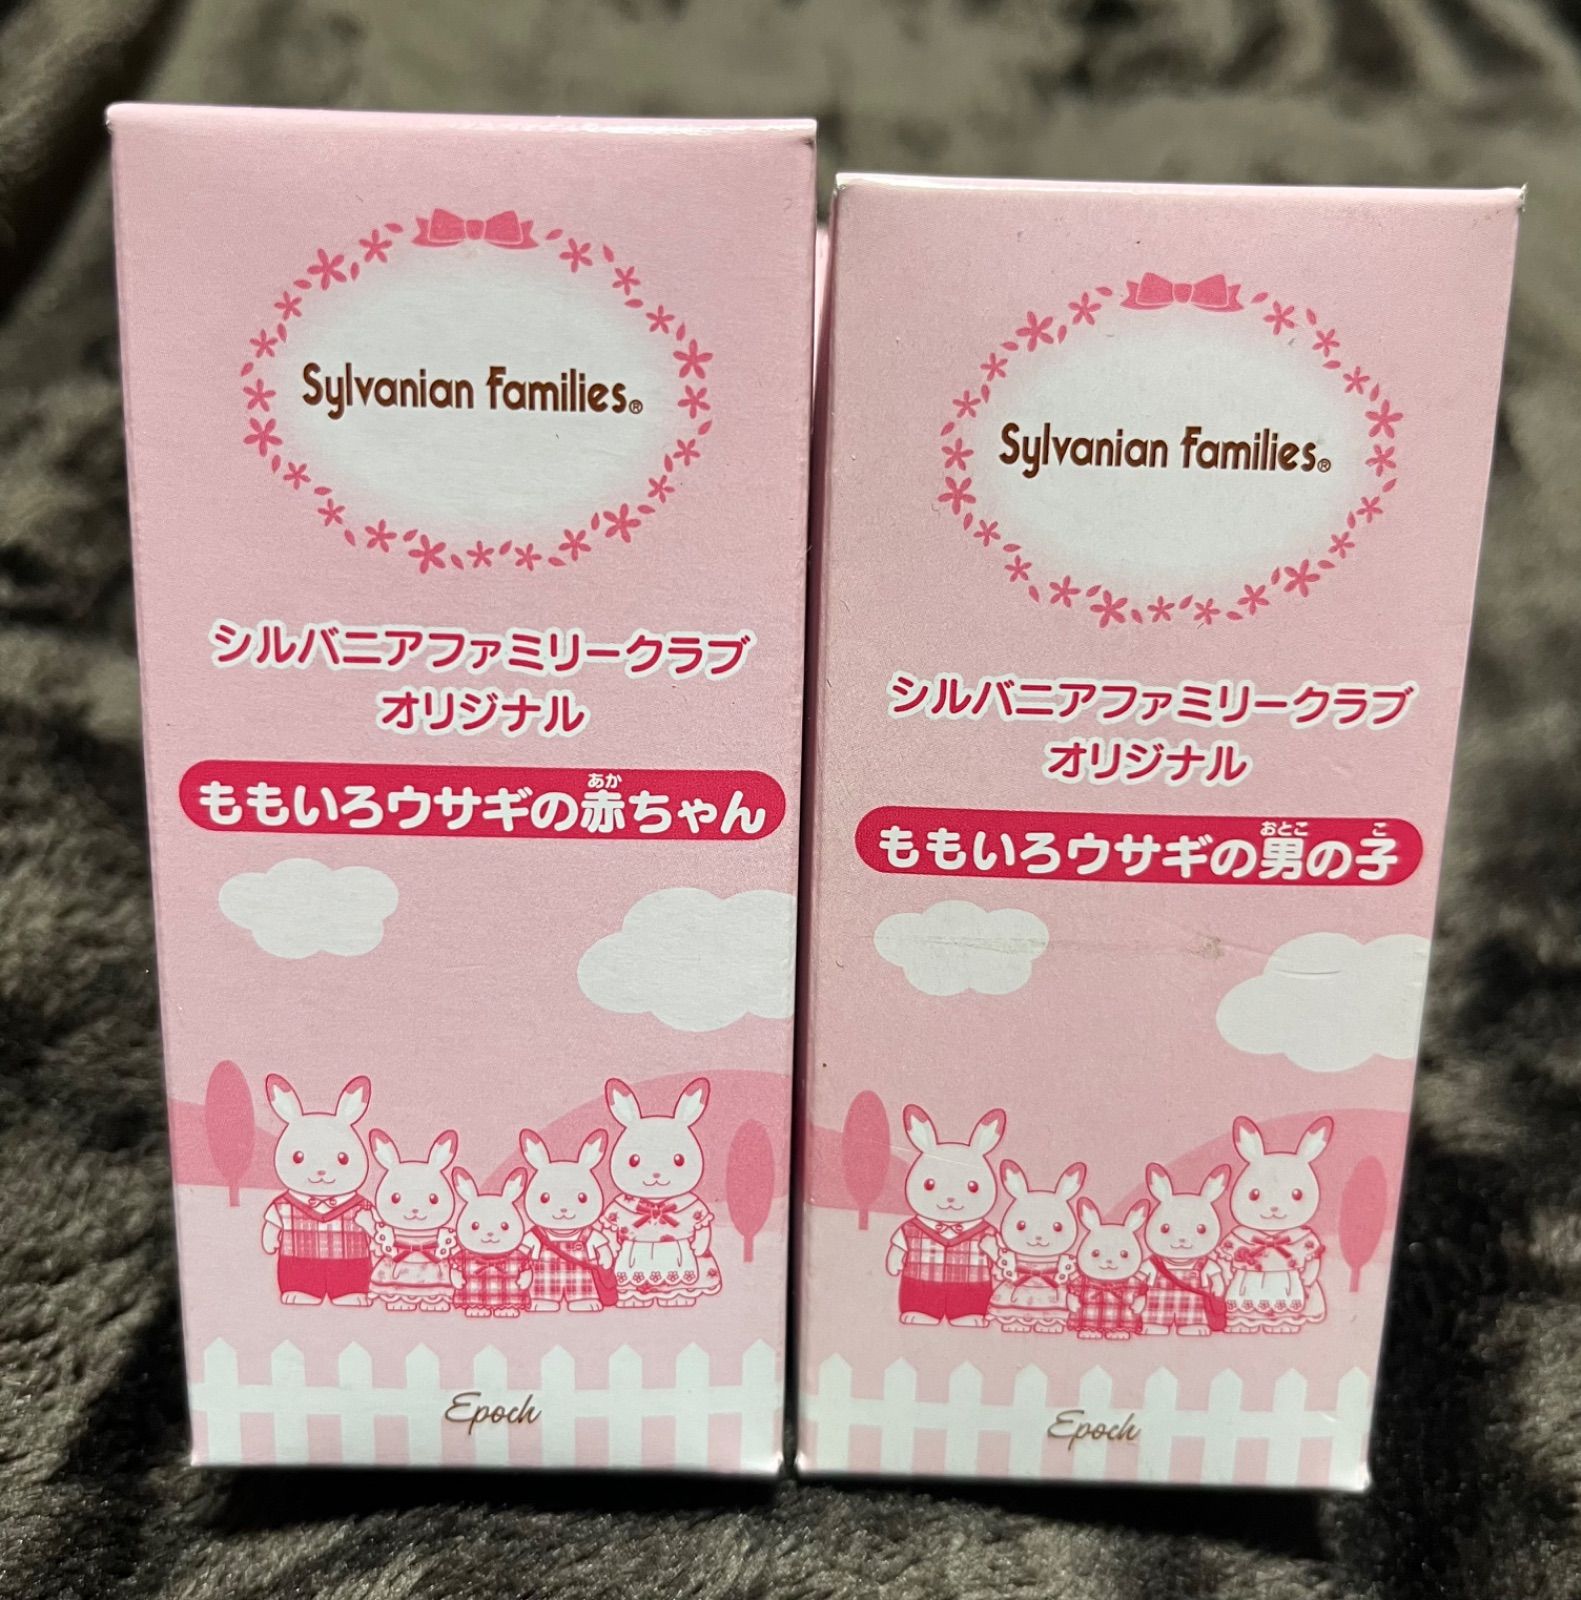 Sylvanian Families®
シルバニアファミリークラブ
オリジナル
ももいろウサギの赤ちゃん
あか
Epoch
Sylvanian Families®
シルバニアファミリークラブ
オリジナル
ももいろウサギの男の子
おとこ こ
Epoch